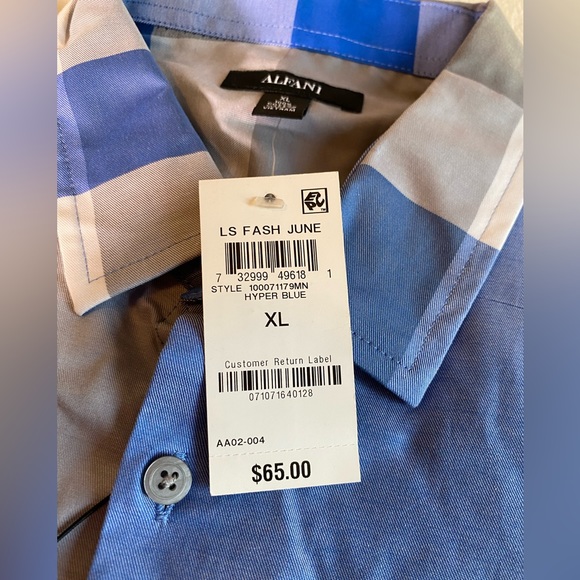 ALFANI
XL
LS FASH JUNE
7 32999 49618 1
STYLE 100071179MN
HYPER BLUE
XL
Customer Return Label
071071640128
AA02-004
$65.00